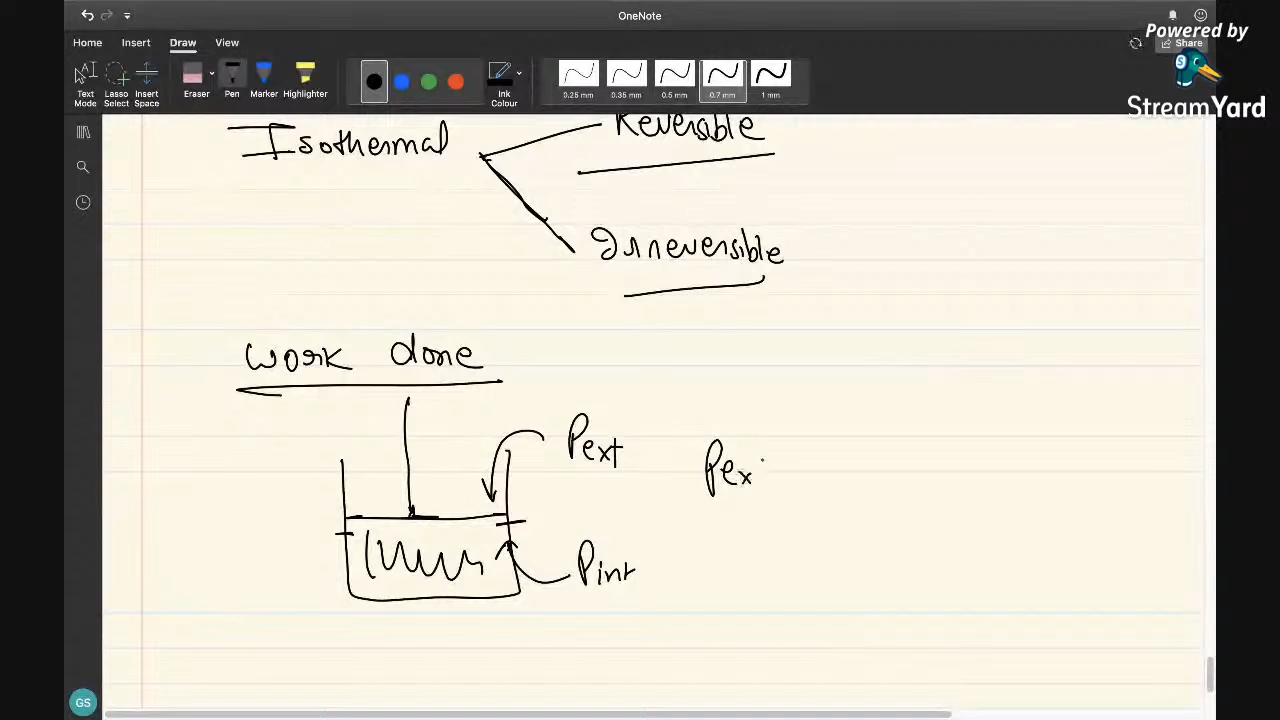 OneNote
Powered by
StreamYard
Home Insert Draw View
Share
Text Mode
Lasso Select
Insert Space
Eraser
Pen
Marker
Highlighter
Ink Colour
0.25 mm
0.35 mm
0.5 mm
0.7 mm
1 mm
Isothermal
Reversible
Irreversible
Work done
Pext
Pex
Pint
GS